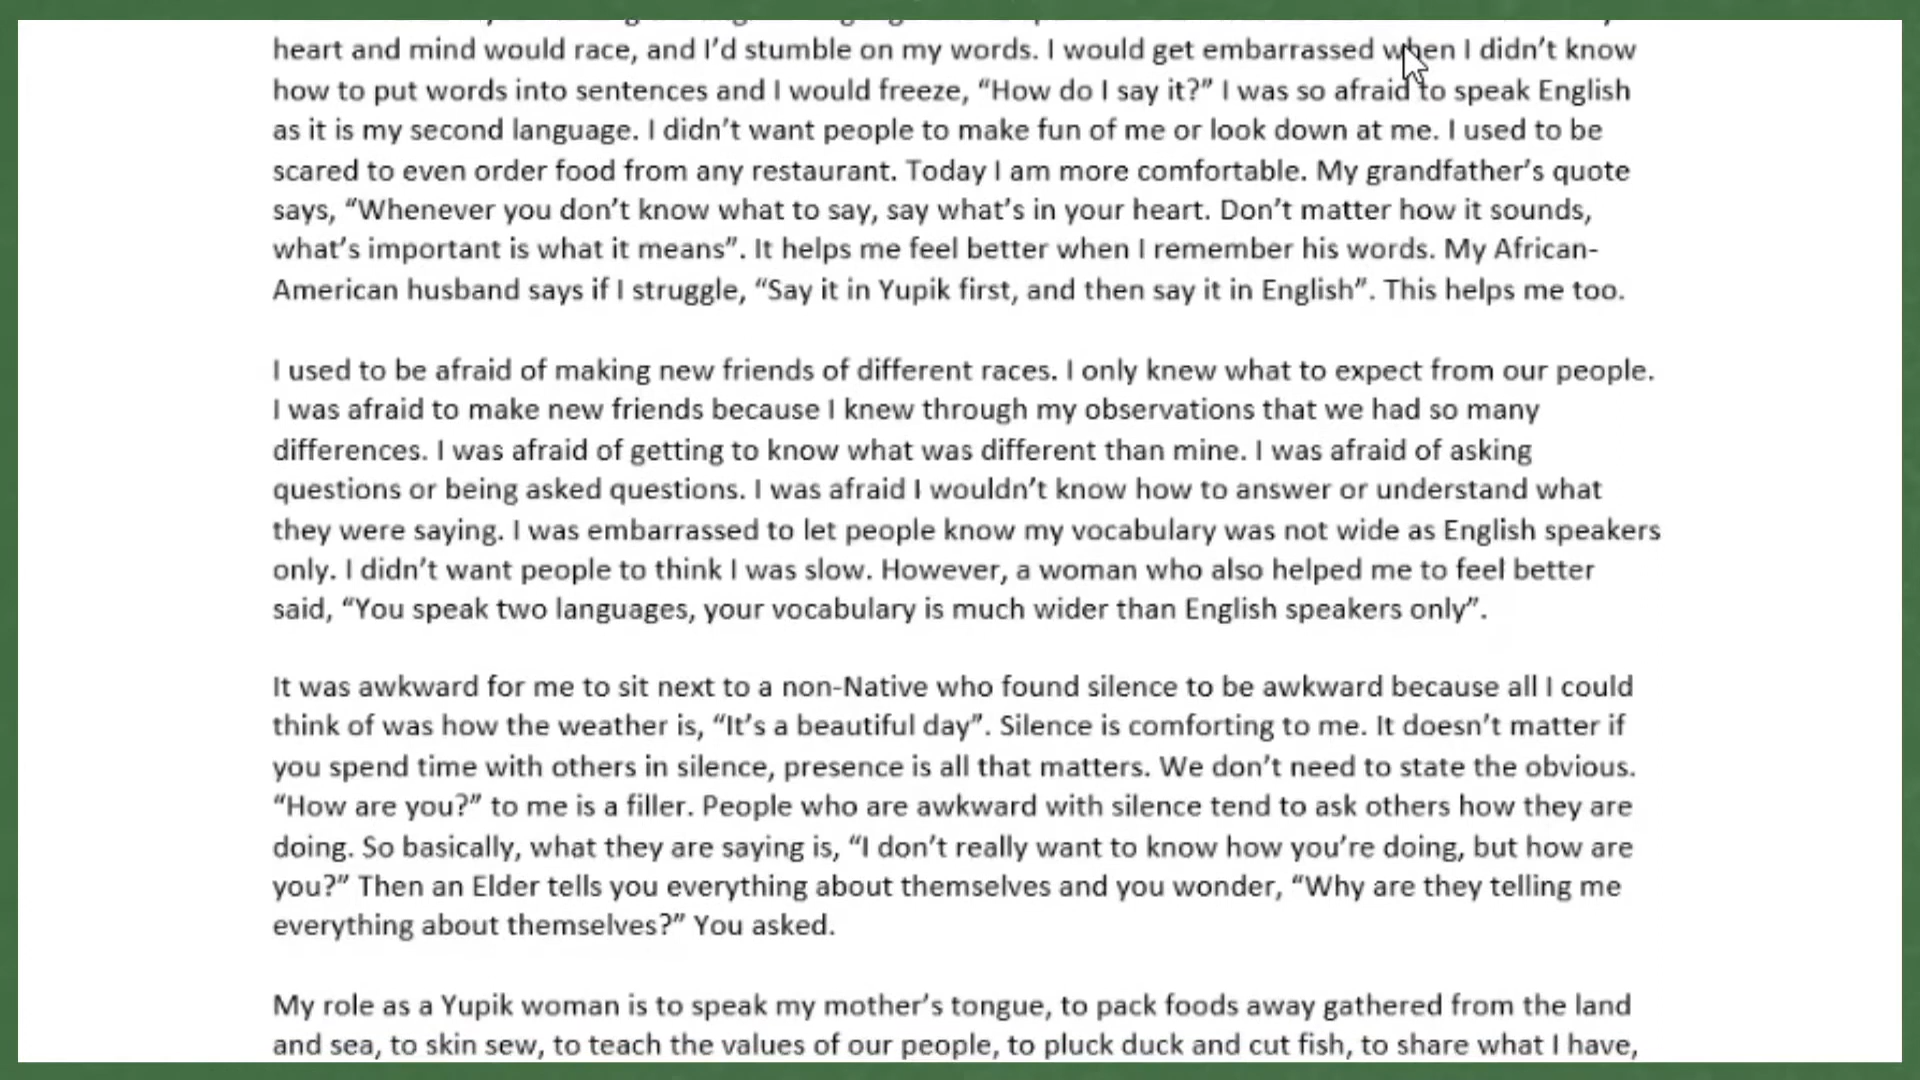 heart and mind would race, and I’d stumble on my words. I would get embarrassed when I didn’t know
how to put words into sentences and I would freeze, “How do I say it?” I was so afraid to speak English
as it is my second language. I didn’t want people to make fun of me or look down at me. I used to be
scared to even order food from any restaurant. Today I am more comfortable. My grandfather’s quote
says, “Whenever you don’t know what to say, say what’s in your heart. Don’t matter how it sounds,
what’s important is what it means”. It helps me feel better when I remember his words. My African-
American husband says if I struggle, “Say it in Yupik first, and then say it in English”. This helps me too.
I used to be afraid of making new friends of different races. I only knew what to expect from our people.
I was afraid to make new friends because I knew through my observations that we had so many
differences. I was afraid of getting to know what was different than mine. I was afraid of asking
questions or being asked questions. I was afraid I wouldn’t know how to answer or understand what
they were saying. I was embarrassed to let people know my vocabulary was not wide as English speakers
only. I didn’t want people to think I was slow. However, a woman who also helped me to feel better
said, “You speak two languages, your vocabulary is much wider than English speakers only”.
It was awkward for me to sit next to a non-Native who found silence to be awkward because all I could
think of was how the weather is, “It’s a beautiful day”. Silence is comforting to me. It doesn’t matter if
you spend time with others in silence, presence is all that matters. We don’t need to state the obvious.
“How are you?” to me is a filler. People who are awkward with silence tend to ask others how they are
doing. So basically, what they are saying is, “I don’t really want to know how you’re doing, but how are
you?” Then an Elder tells you everything about themselves and you wonder, “Why are they telling me
everything about themselves?” You asked.
My role as a Yupik woman is to speak my mother’s tongue, to pack foods away gathered from the land
and sea, to skin sew, to teach the values of our people, to pluck duck and cut fish, to share what I have,